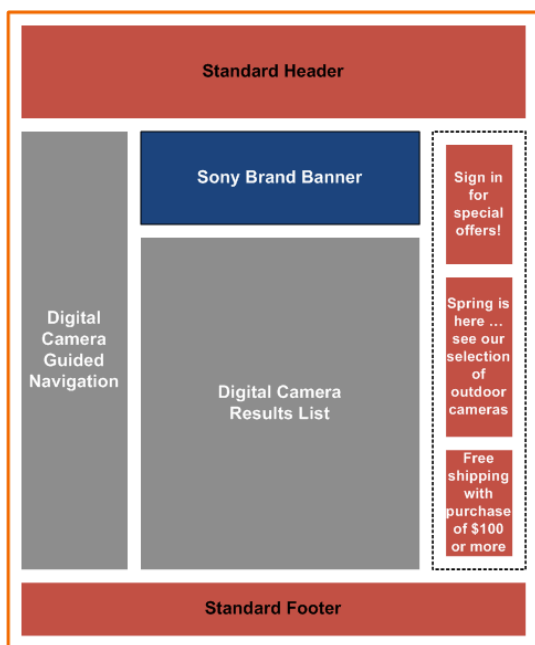 Standard Header
Sony Brand Banner
Digital
Camera
Guided
Navigation
Digital Camera
Results List
Sign in
for
special
offers!
Spring is
here ...
see our
selection
of
outdoor
cameras
Free
shipping
with
purchase
of $100
or more
Standard Footer